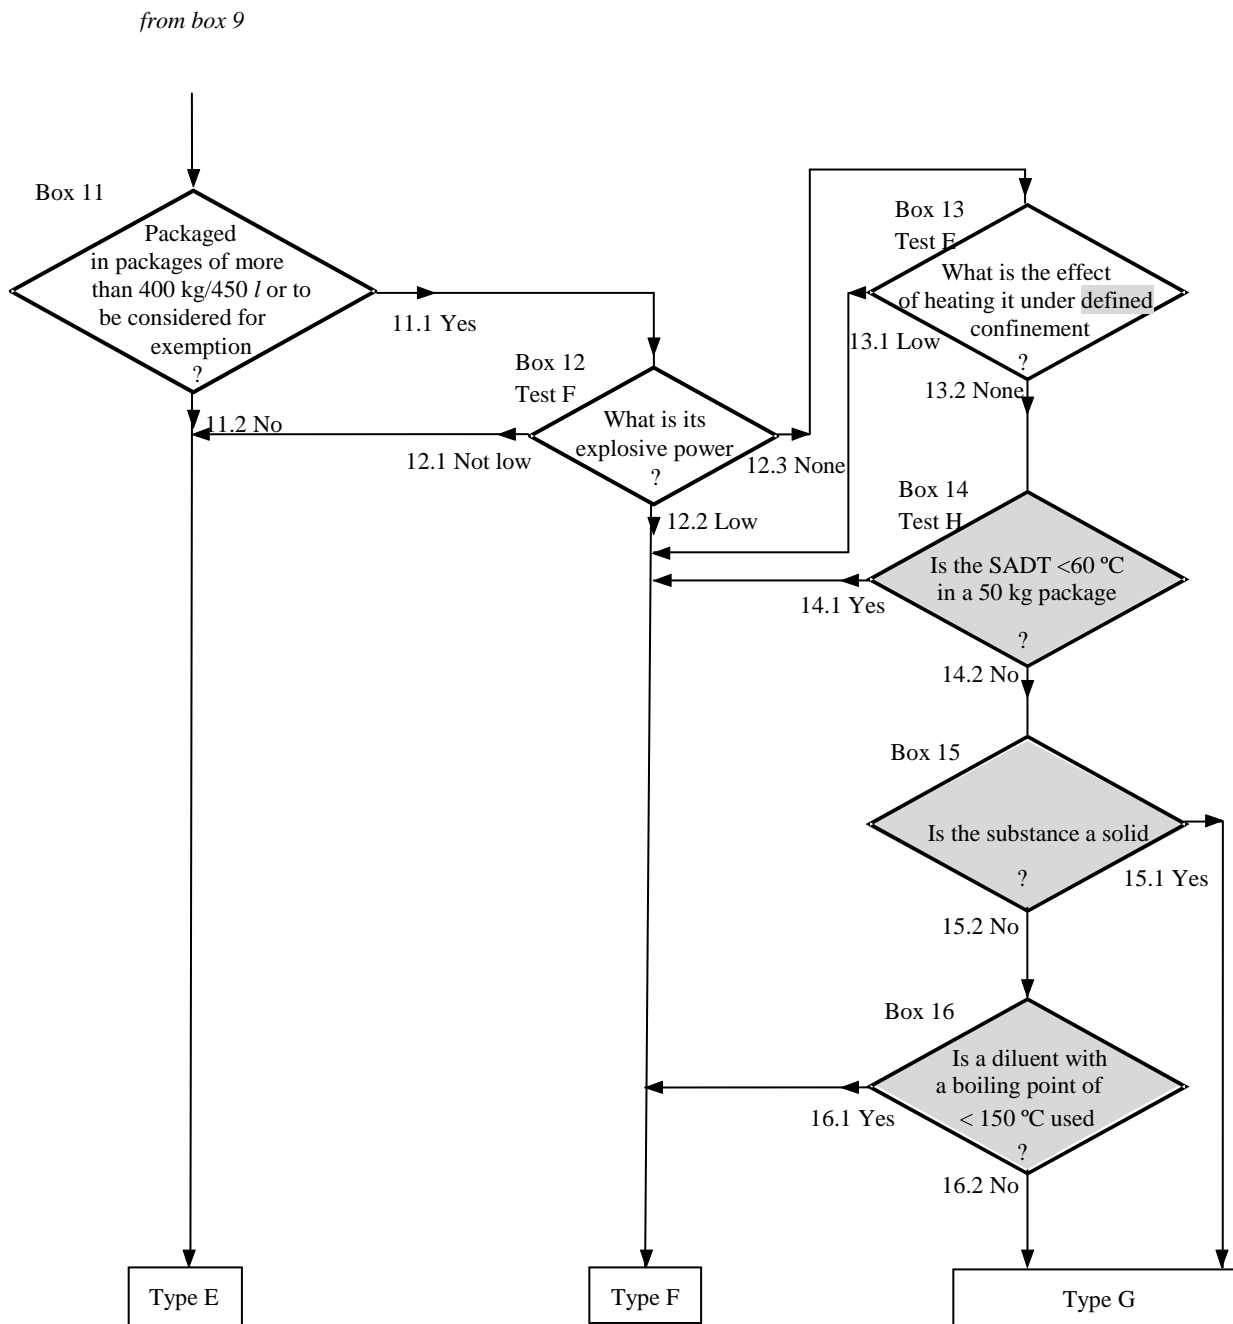 from box 9
Box 11
Packaged
in packages of more
than 400 kg/450 l or to
be considered for
exemption
?
11.1 Yes
11.2 No
Box 12
Test F
What is its
explosive power
?
12.1 Not low
12.2 Low
12.3 None
Box 13
Test E
What is the effect
of heating it under defined
confinement
?
13.1 Low
13.2 None
Box 14
Test H
Is the SADT <60 ºC
in a 50 kg package
?
14.1 Yes
14.2 No
Box 15
Is the substance a solid
?
15.1 Yes
15.2 No
Box 16
Is a diluent with
a boiling point of
< 150 ºC used
?
16.1 Yes
16.2 No
Type E
Type F
Type G